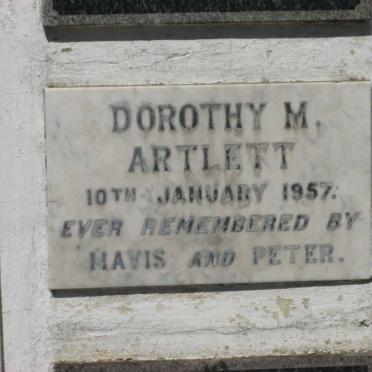 DOROTHY M.
ARTLETT
10TH JANUARY 1957.
EVER REMEMBERED BY
MAVIS AND PETER.